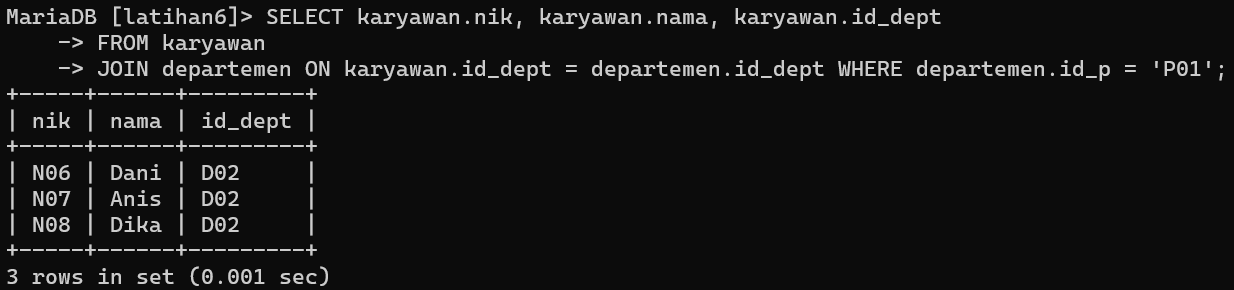 MariaDB [latihan6]> SELECT karyawan.nik, karyawan.nama, karyawan.id_dept
    -> FROM karyawan
    -> JOIN departemen ON karyawan.id_dept = departemen.id_dept WHERE departemen.id_p = 'P01';
+-----+------+---------+
| nik | nama | id_dept |
+-----+------+---------+
| N06 | Dani | D02     |
| N07 | Anis | D02     |
| N08 | Dika | D02     |
+-----+------+---------+
3 rows in set (0.001 sec)